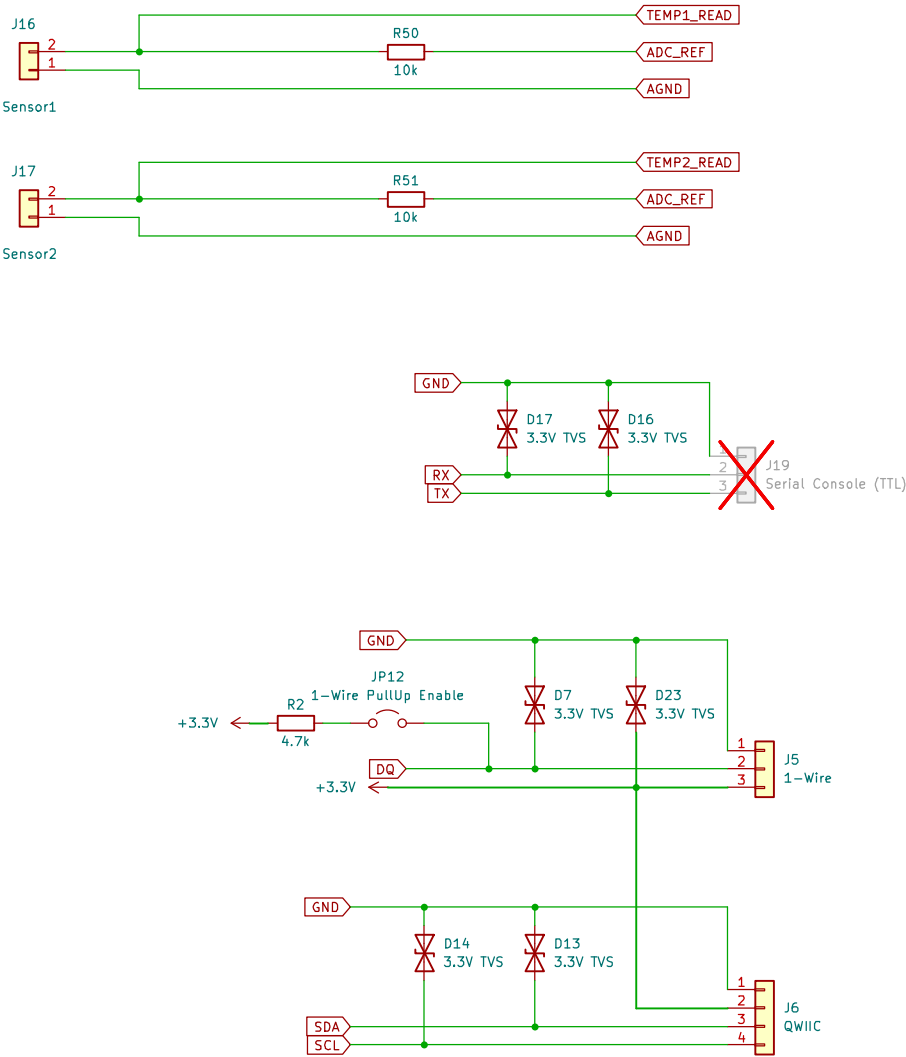 TEMP1_READ
J16
R50
2
ADC_REF
1
10k
AGND
Sensor1
TEMP2_READ
J17
R51
2
ADC_REF
1
10k
AGND
Sensor2
GND
D17
D16
3.3V TVS
3.3V TVS
1
J19
RX
2
Serial Console (TTL)
TX
3
GND
JP12
1-Wire PullUp Enable
D7
D23
R2
3.3V TVS
3.3V TVS
+3.3V
4.7k
1
J5
DQ
2
1-Wire
+3.3V
3
GND
D14
D13
3.3V TVS
3.3V TVS
1
2
J6
SDA
3
QWIIC
SCL
4